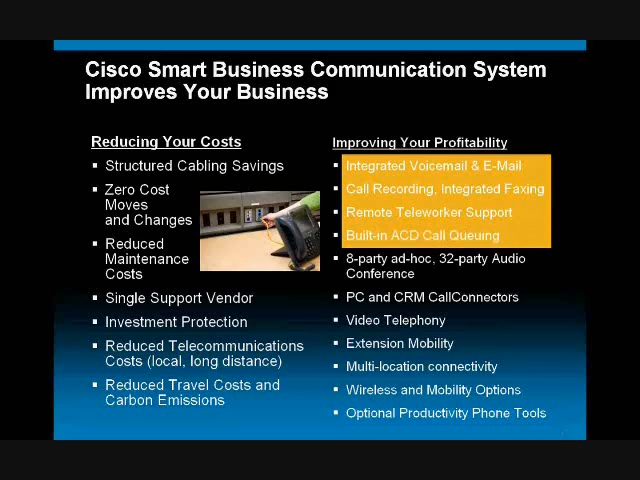 Cisco Smart Business Communication System
Improves Your Business
Reducing Your Costs
▪ Structured Cabling Savings
▪ Zero Cost
Moves
and Changes
▪ Reduced
Maintenance
Costs
▪ Single Support Vendor
▪ Investment Protection
▪ Reduced Telecommunications
Costs (local, long distance)
▪ Reduced Travel Costs and
Carbon Emissions
Improving Your Profitability
▪ Integrated Voicemail & E-Mail
▪ Call Recording, Integrated Faxing
▪ Remote Teleworker Support
▪ Built-in ACD Call Queuing
▪ 8-party ad-hoc, 32-party Audio
Conference
▪ PC and CRM CallConnectors
▪ Video Telephony
▪ Extension Mobility
▪ Multi-location connectivity
▪ Wireless and Mobility Options
▪ Optional Productivity Phone Tools